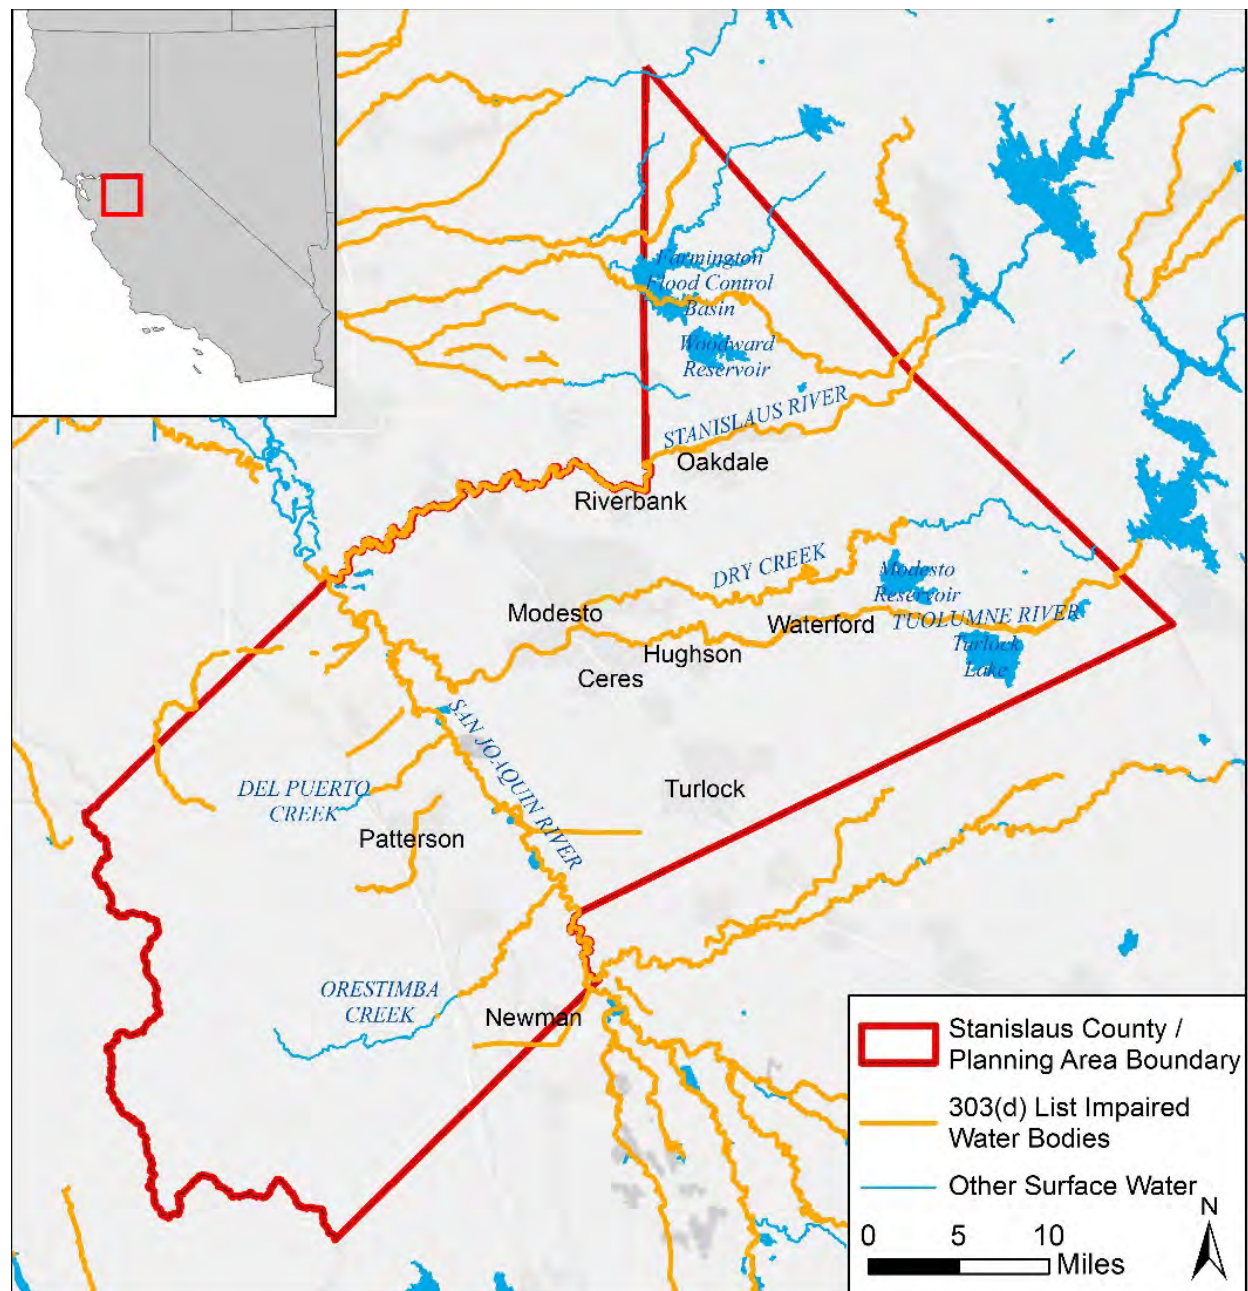 Farmington
Flood Control
Basin
Woodward
Reservoir
STANISLAUS RIVER
Oakdale
Riverbank
DRY CREEK
Modesto
Reservoir
Modesto
Waterford
TUOLUMNE RIVER
Hughson
Turlock
Lake
Ceres
SAN JOAQUIN RIVER
DEL PUERTO
CREEK
Turlock
Patterson
ORESTIMBA
CREEK
Newman
Stanislaus County /
Planning Area Boundary
303(d) List Impaired
Water Bodies
Other Surface Water
N
0 5 10
Miles